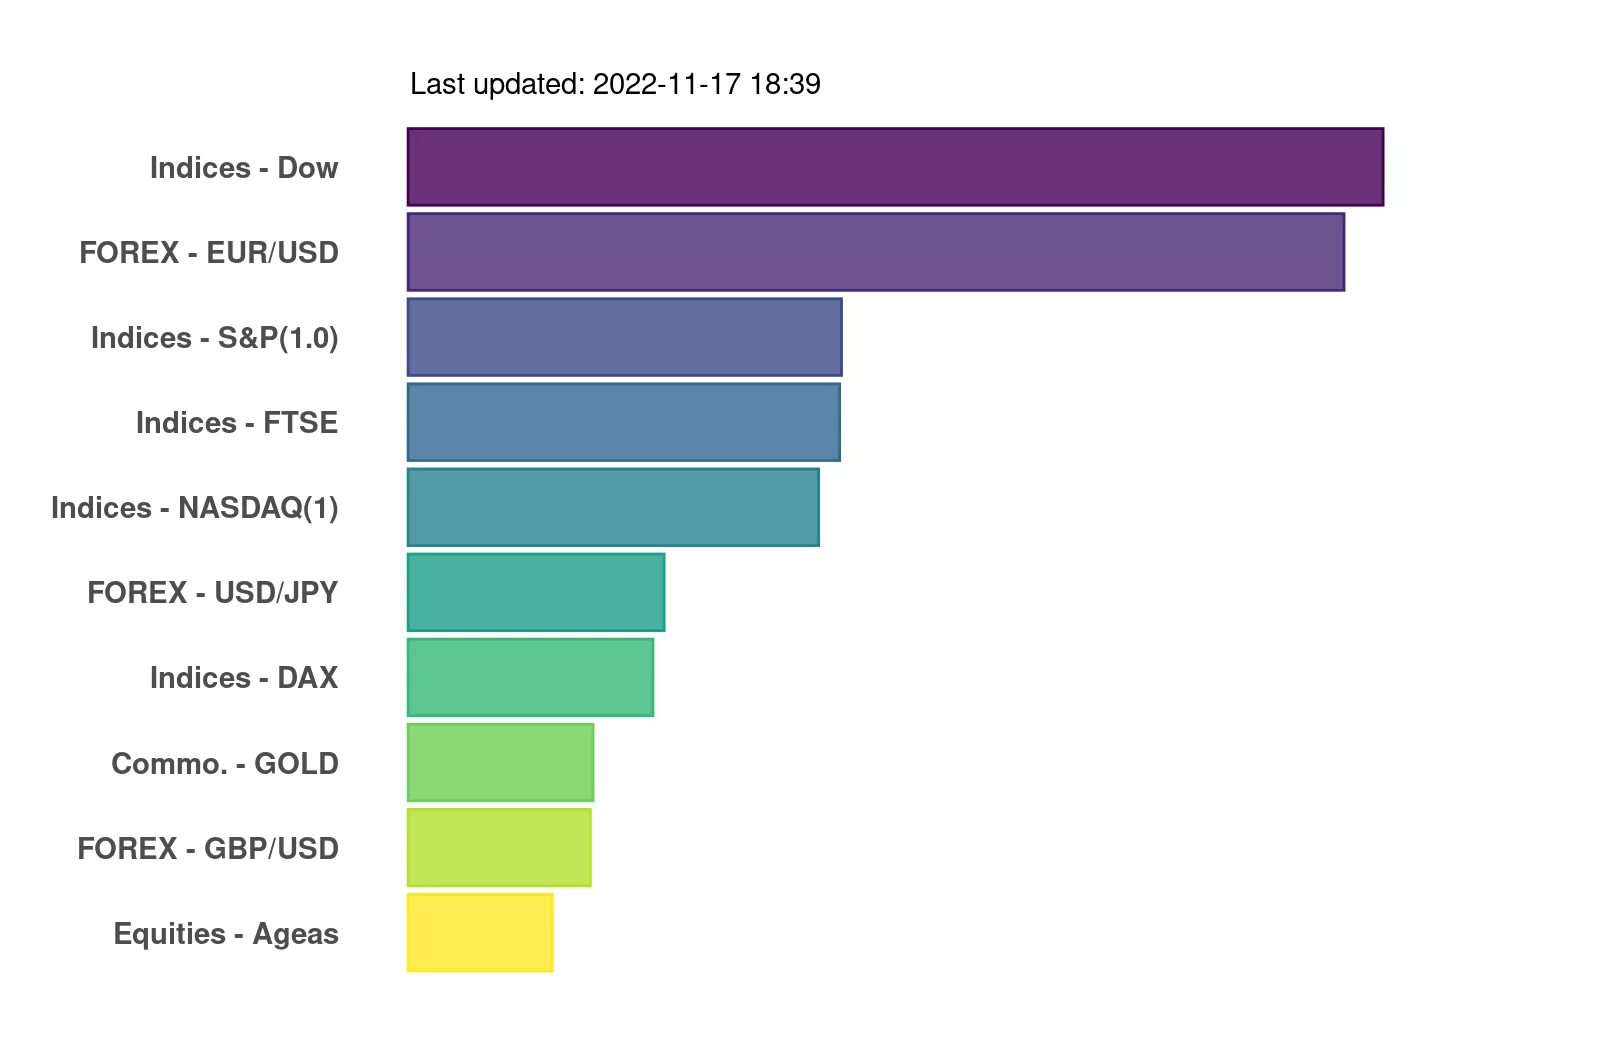 Last updated: 2022-11-17 18:39
Indices - Dow
FOREX - EUR/USD
Indices - S&P(1.0)
Indices - FTSE
Indices - NASDAQ(1)
FOREX - USD/JPY
Indices - DAX
Commo. - GOLD
FOREX - GBP/USD
Equities - Ageas